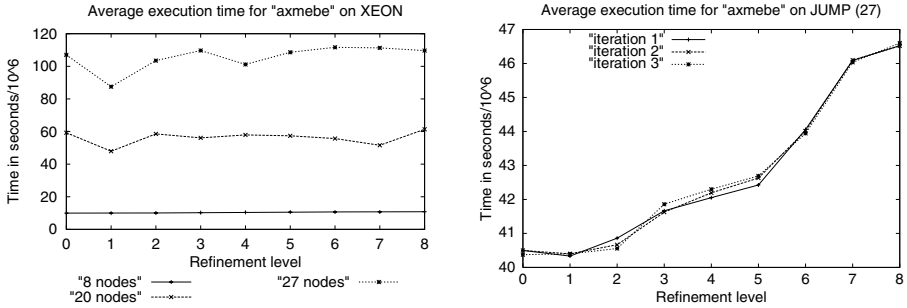 Average execution time for "axmebe" on XEON
Time in seconds/10^6
120
100
80
60
40
20
0
0 1 2 3 4 5 6 7 8
Refinement level
"8 nodes"
"20 nodes"
"27 nodes"
Average execution time for "axmebe" on JUMP (27)
Time in seconds/10^6
"iteration 1"
"iteration 2"
"iteration 3"
47
46
45
44
43
42
41
40
0 1 2 3 4 5 6 7 8
Refinement level